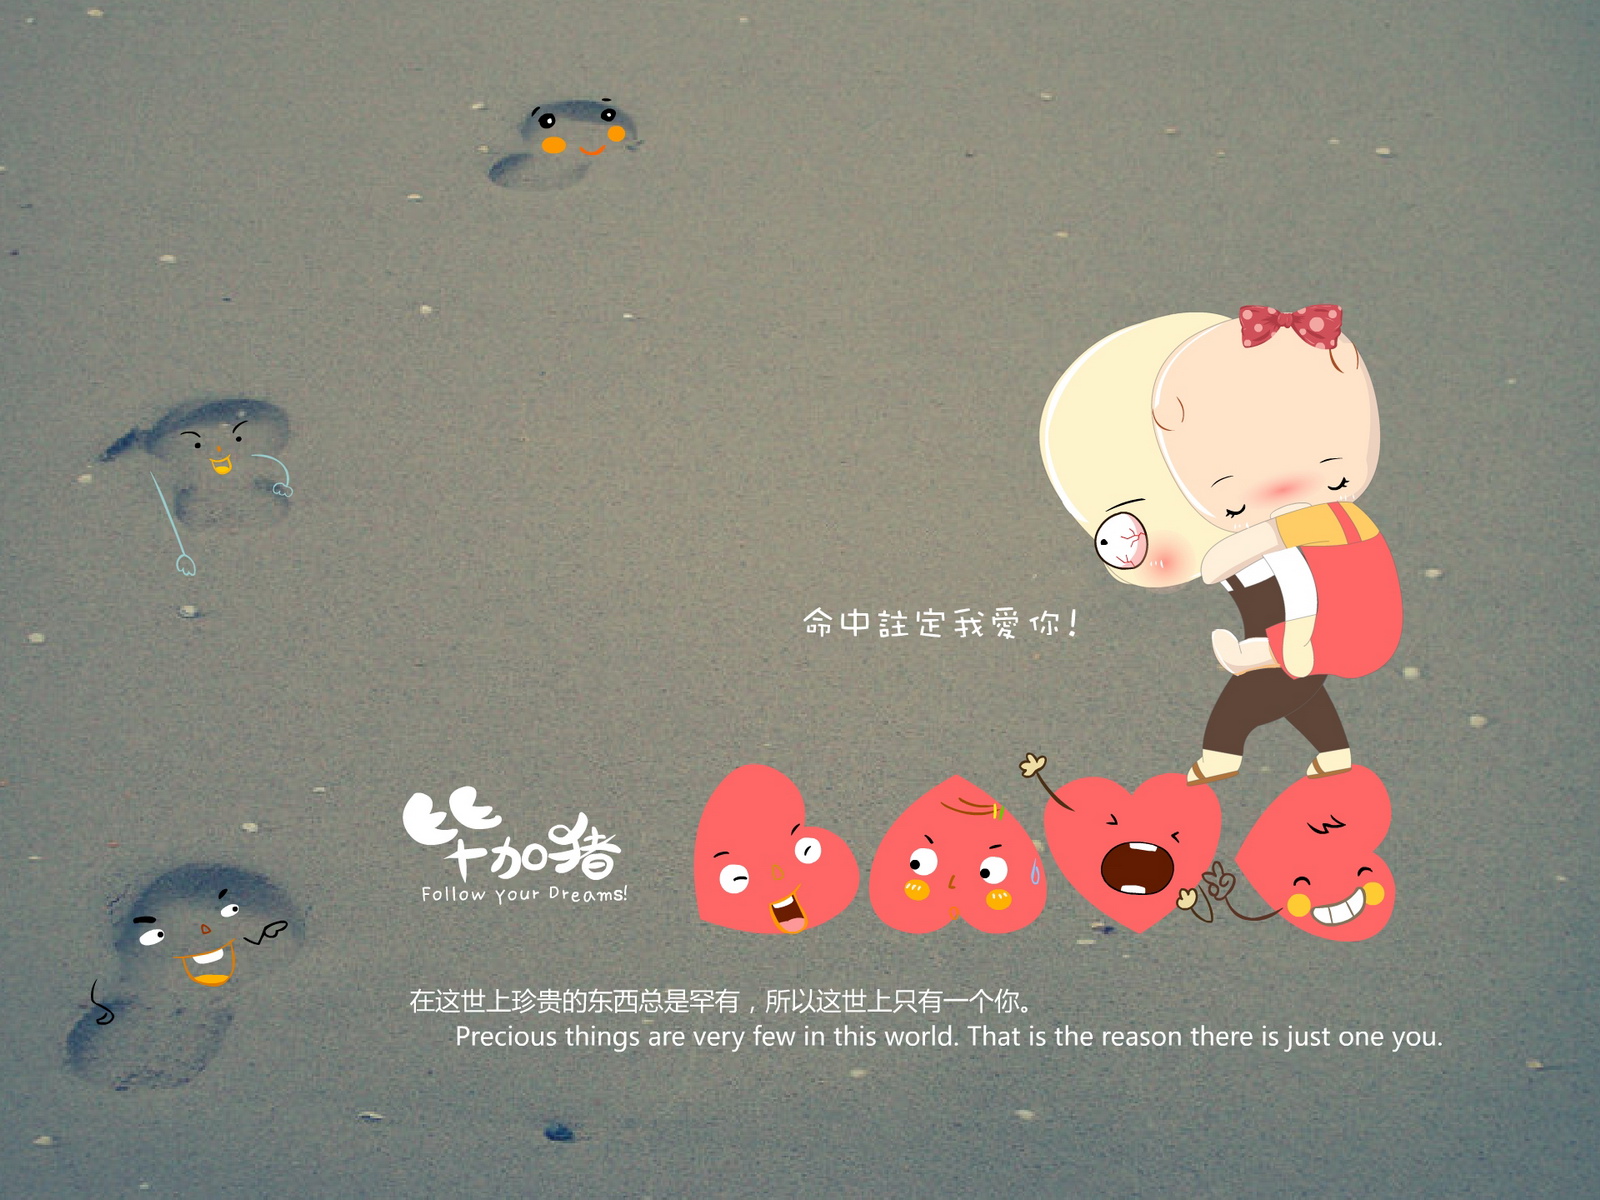 命中註定我愛你!
十加猪
Follow your Dreams!
在这世上珍贵的东西总是罕有，所以这世上只有一个你。
Precious things are very few in this world. That is the reason there is just one you.